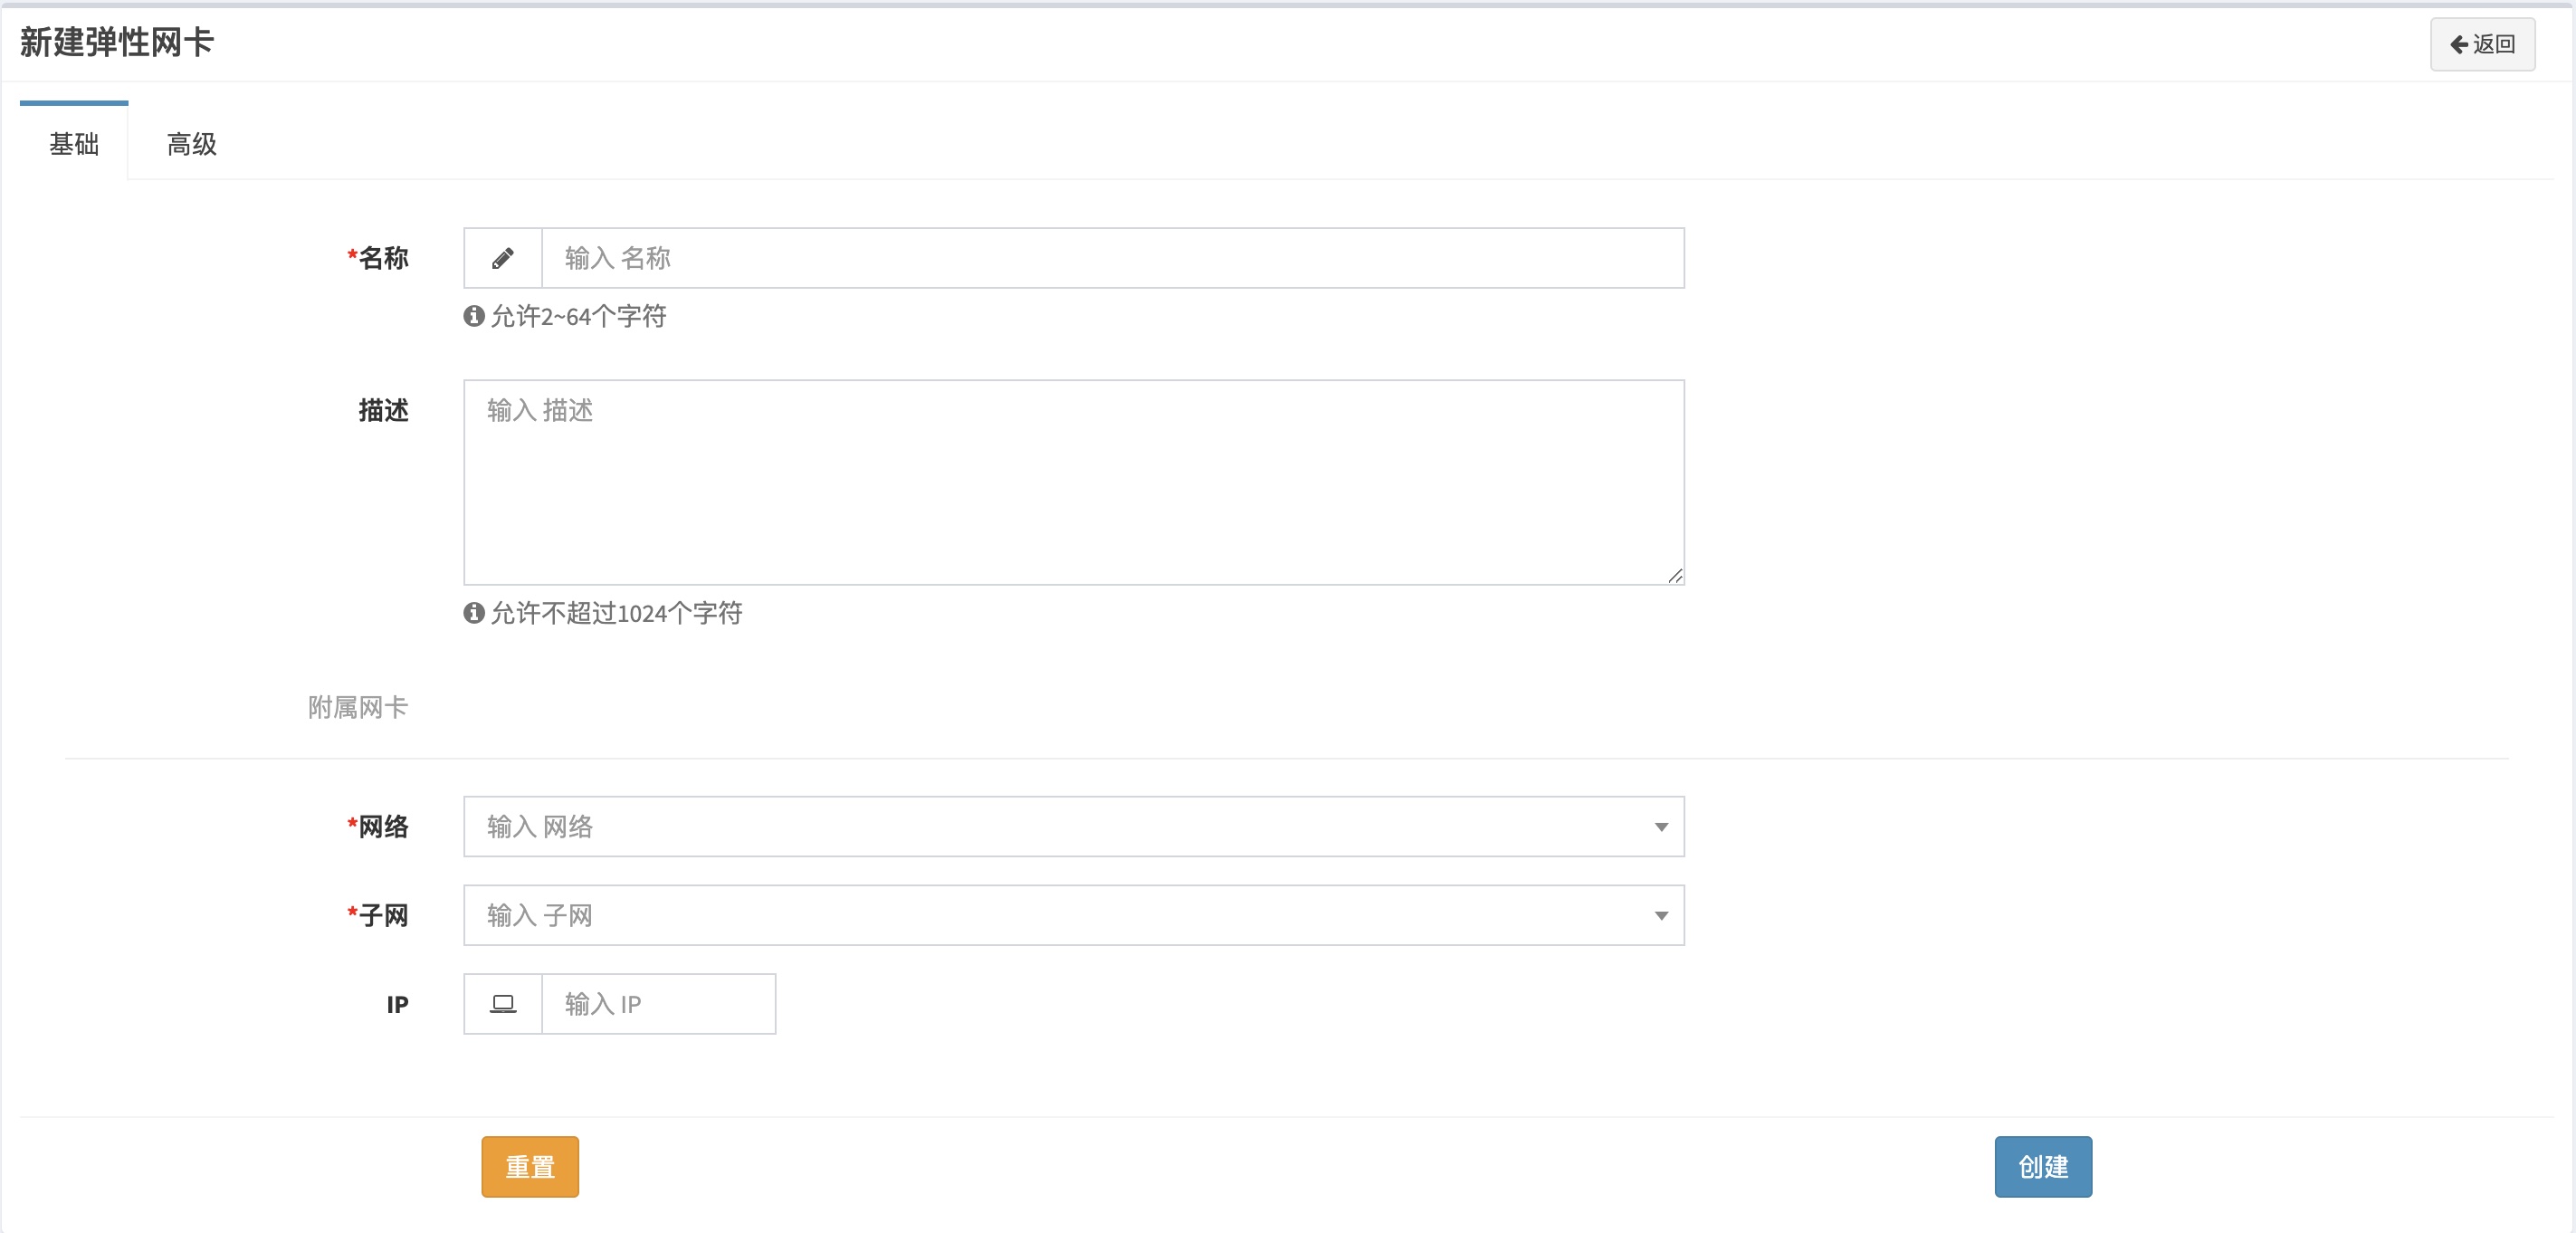 新建弹性网卡
返回
基础
高级
*名称
输入 名称
允许2~64个字符
描述
输入 描述
允许不超过1024个字符
附属网卡
*网络
输入 网络
*子网
输入 子网
IP
输入 IP
重置
创建